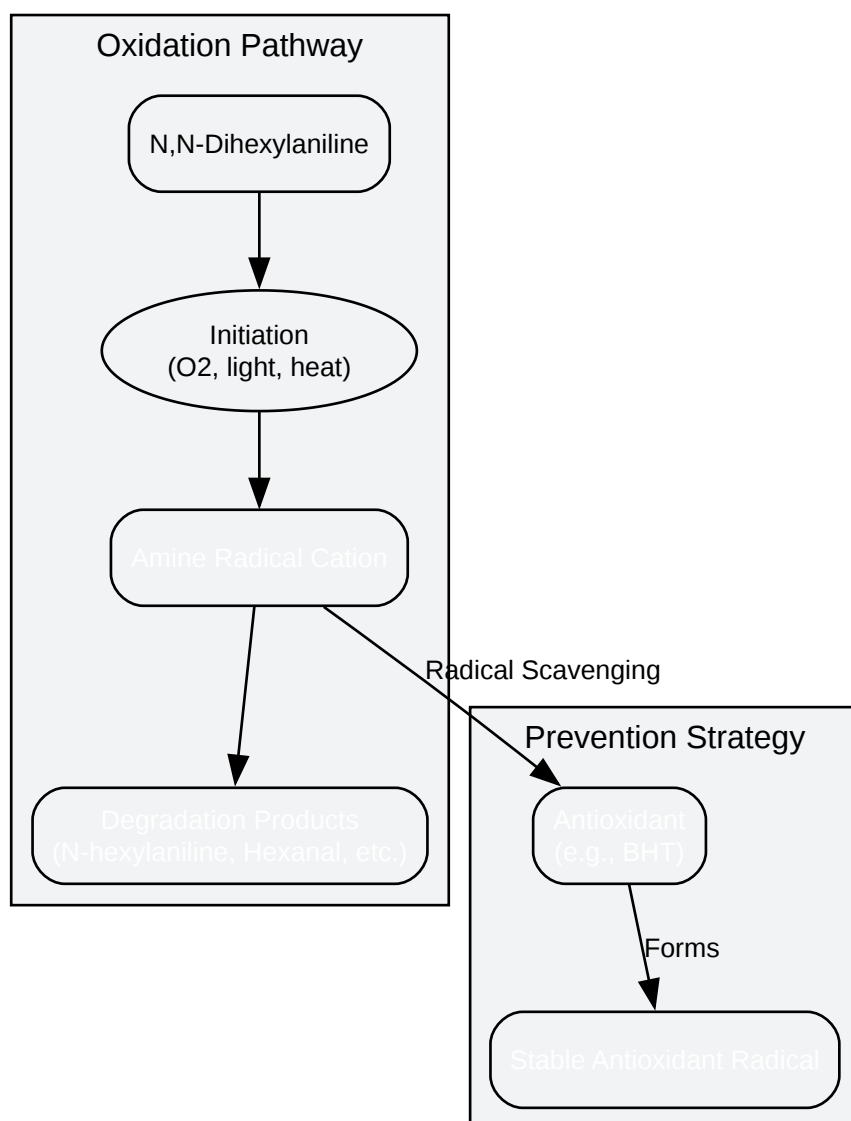 Oxidation Pathway
N,N-Dihexylaniline
Initiation
(O2, light, heat)
Amine Radical Cation
Radical Scavenging
Degradation Products
(N-hexylaniline, Hexanal, etc.)
Prevention Strategy
Antioxidant
(e.g., BHT)
Forms
Stable Antioxidant Radical